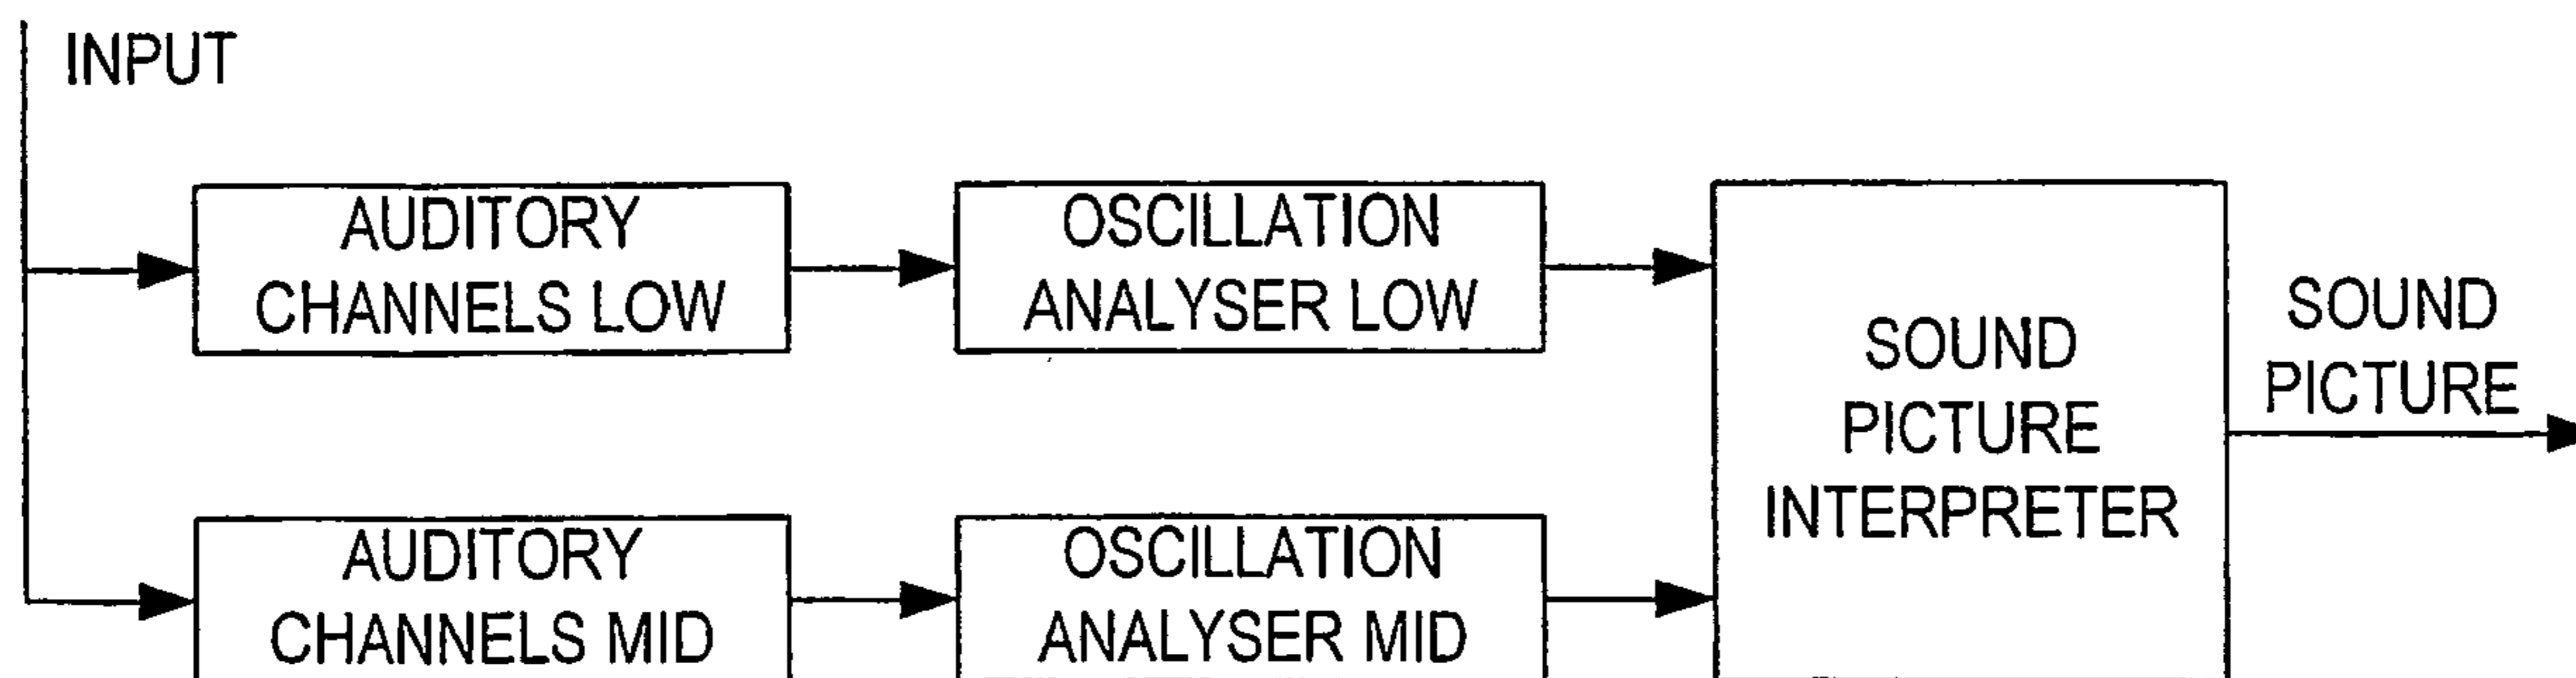 INPUT
AUDITORY
CHANNELS LOW
OSCILLATION
ANALYSER LOW
SOUND
PICTURE
INTERPRETER
SOUND
PICTURE
AUDITORY
CHANNELS MID
OSCILLATION
ANALYSER MID